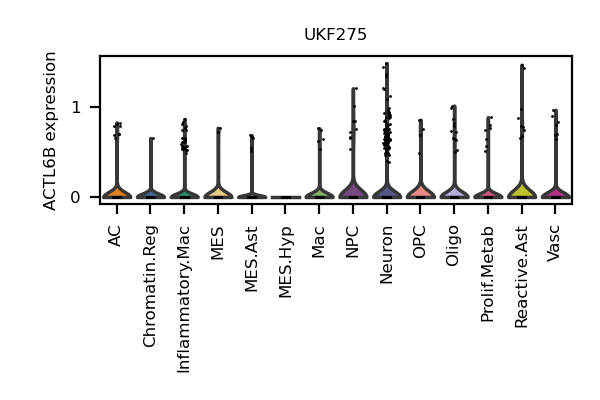 UKF275
ACTL6B expression
1
0
AC
Chromatin.Reg
Inflammatory.Mac
MES
MES.Ast
MES.Hyp
Mac
NPC
Neuron
OPC
Oligo
Prolif.Metab
Reactive.Ast
Vasc